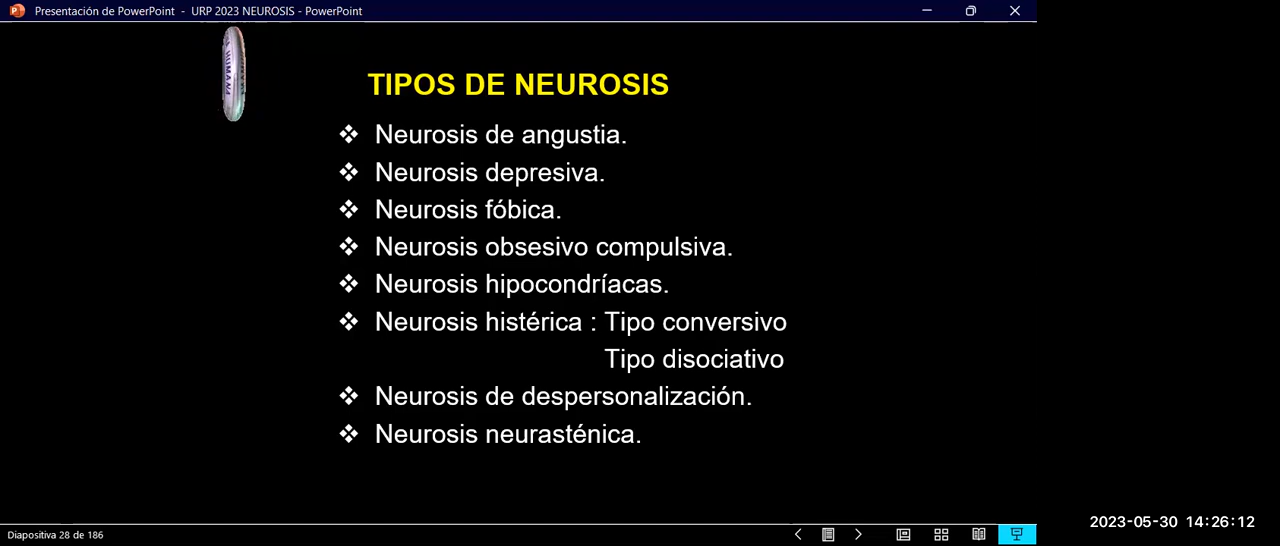 Presentación de PowerPoint - URP 2023 NEUROSIS - PowerPoint
HUMANA
TIPOS DE NEUROSIS
❖ Neurosis de angustia.
❖ Neurosis depresiva.
❖ Neurosis fóbica.
❖ Neurosis obsesivo compulsiva.
❖ Neurosis hipocondríacas.
❖ Neurosis histérica : Tipo conversivo
Tipo disociativo
❖ Neurosis de despersonalización.
❖ Neurosis neurasténica.
2023-05-30 14:26:12
Diapositiva 28 de 186